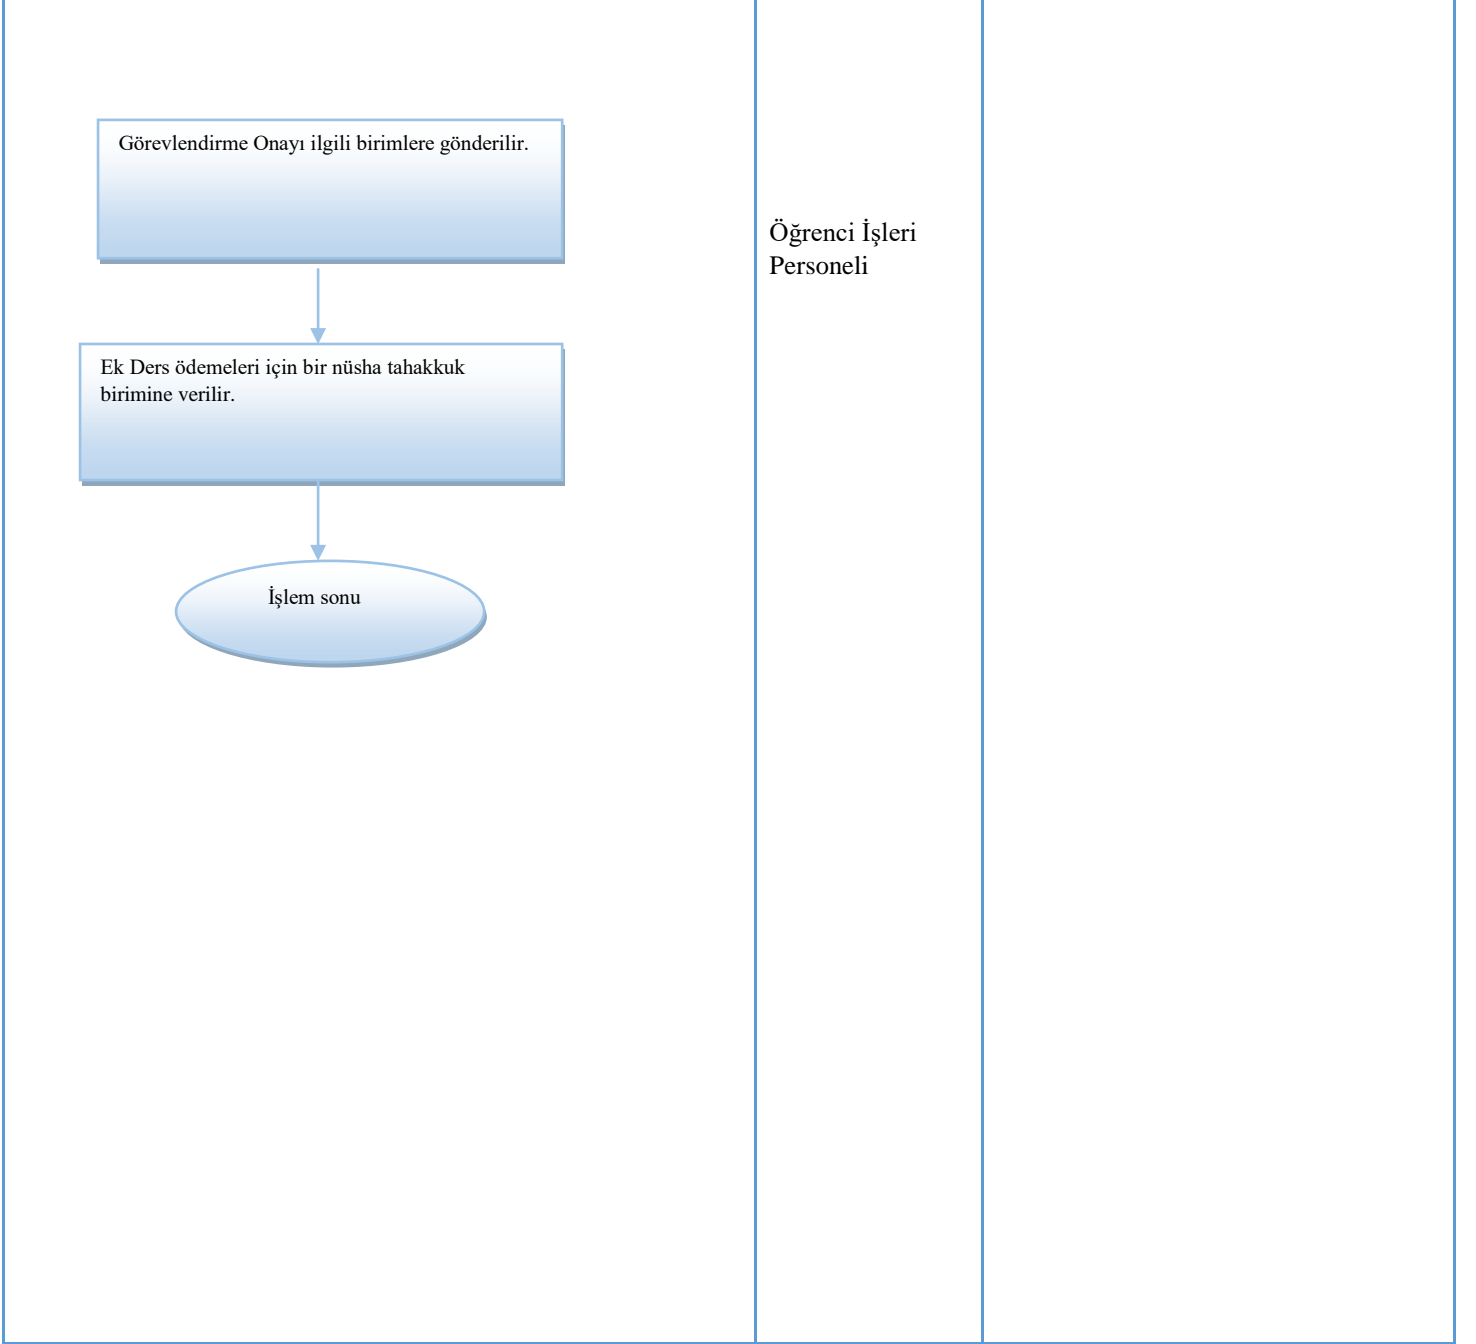 Görevlendirme Onayı ilgili birimlere gönderilir.
Öğrenci İşleri
Personeli
Ek Ders ödemeleri için bir nüsha tahakkuk
birimine verilir.
İşlem sonu